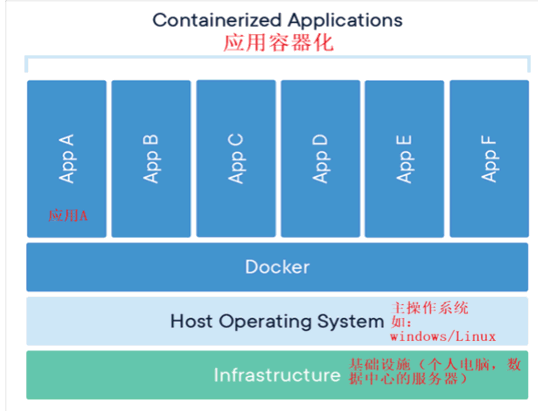 Containerized Applications
应用容器化
App A
App B
App C
App D
App E
App F
应用A
Docker
Host Operating System
主操作系统
如：
windows/Linux
Infrastructure
基础设施（个人电脑，数
据中心的服务器）